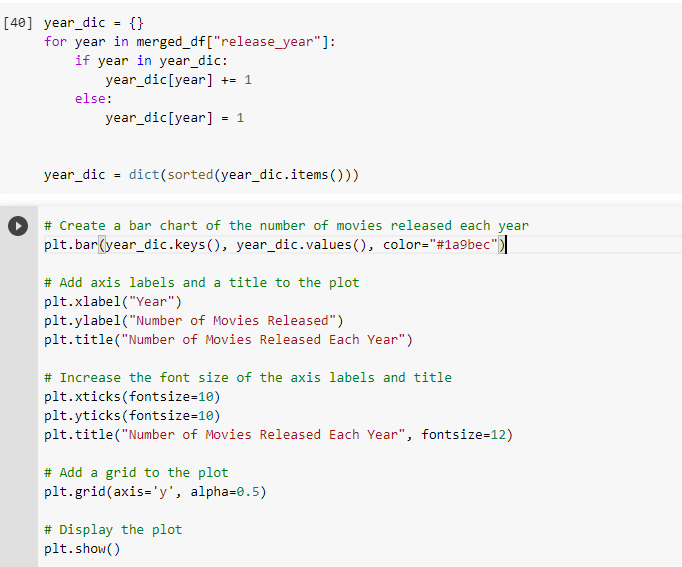 [40] year_dic = {}
for year in merged_df["release_year"]:
    if year in year_dic:
        year_dic[year] += 1
    else:
        year_dic[year] = 1
year_dic = dict(sorted(year_dic.items()))
# Create a bar chart of the number of movies released each year
plt.bar(year_dic.keys(), year_dic.values(), color="#1a9bec")
# Add axis labels and a title to the plot
plt.xlabel("Year")
plt.ylabel("Number of Movies Released")
plt.title("Number of Movies Released Each Year")
# Increase the font size of the axis labels and title
plt.xticks(fontsize=10)
plt.yticks(fontsize=10)
plt.title("Number of Movies Released Each Year", fontsize=12)
# Add a grid to the plot
plt.grid(axis='y', alpha=0.5)
# Display the plot
plt.show()